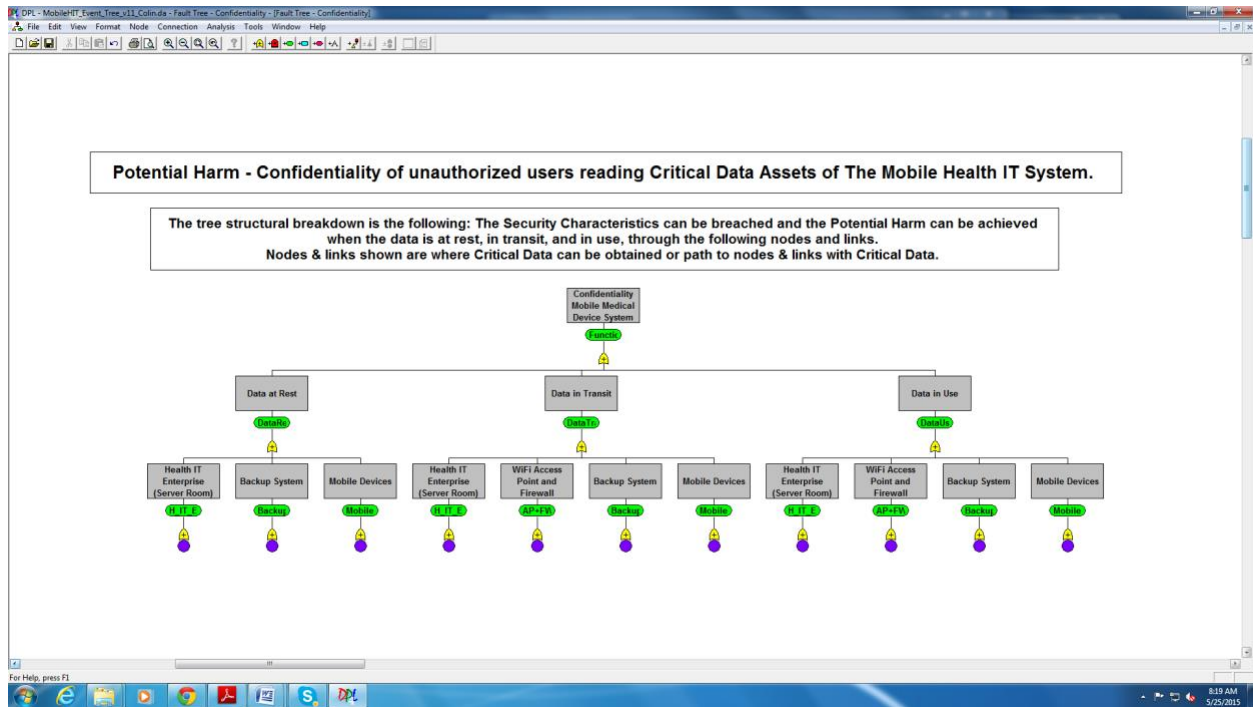 DPL - MobileHIT_Event_Tree_v11_Colin.da - Fault Tree - Confidentiality - [Fault Tree - Confidentiality]
File Edit View Format Node Connection Analysis Tools Window Help
Potential Harm - Confidentiality of unauthorized users reading Critical Data Assets of The Mobile Health IT System.
The tree structural breakdown is the following: The Security Characteristics can be breached and the Potential Harm can be achieved
when the data is at rest, in transit, and in use, through the following nodes and links.
Nodes & links shown are where Critical Data can be obtained or path to nodes & links with Critical Data.
Confidentiality
Mobile Medical
Device System
Functic
Data at Rest
Data in Transit
Data in Use
DataRe
DataTr
DataUs
Health IT
Enterprise
(Server Room)
Backup System
Mobile Devices
Health IT
Enterprise
(Server Room)
WiFi Access
Point and
Firewall
Backup System
Mobile Devices
Health IT
Enterprise
(Server Room)
WiFi Access
Point and
Firewall
Backup System
Mobile Devices
H_IT_E
Backup
Mobile
H_IT_E
AP+FW
Backup
Mobile
H_IT_E
AP+FW
Backup
Mobile
For Help, press F1
DPL
8:19 AM
5/25/2015